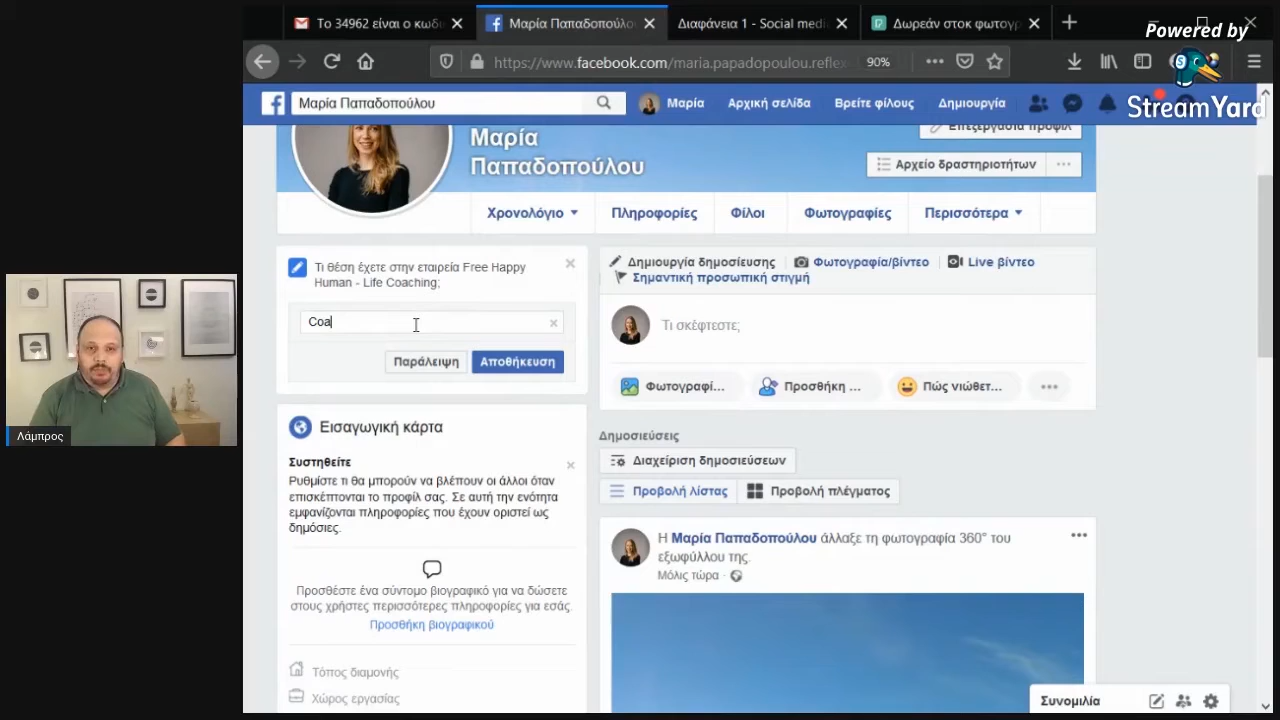 Το 34962 είναι ο κωδι
Μαρία Παπαδοπούλου
Διαφάνεια 1 - Social medi
Δωρεάν στοκ φωτογρ
Powered by
StreamYard
https://www.facebook.com/maria.papadopoulou.reflex
90%
Μαρία Παπαδοπούλου
Μαρία
Αρχική σελίδα
Βρείτε φίλους
Δημιουργία
Μαρία
Παπαδοπούλου
Επεξεργασία προφίλ
Αρχείο δραστηριοτήτων
Χρονολόγιο
Πληροφορίες
Φίλοι
Φωτογραφίες
Περισσότερα
Τι θέση έχετε στην εταιρεία Free Happy
Human - Life Coaching;
Coa
Παράλειψη
Αποθήκευση
Εισαγωγική κάρτα
Συστηθείτε
Ρυθμίστε τι θα μπορούν να βλέπουν οι άλλοι όταν
επισκέπτονται το προφίλ σας. Σε αυτή την ενότητα
εμφανίζονται πληροφορίες που έχουν οριστεί ως
δημόσιες.
Προσθέστε ένα σύντομο βιογραφικό για να δώσετε
στους χρήστες περισσότερες πληροφορίες για εσάς.
Προσθήκη βιογραφικού
Τόπος διαμονής
Χώρος εργασίας
Δημιουργία δημοσίευσης
Φωτογραφία/βίντεο
Live βίντεο
Σημαντική προσωπική στιγμή
Τι σκέφτεστε;
Φωτογραφί...
Προσθήκη ...
Πώς νιώθετ...
Δημοσιεύσεις
Διαχείριση δημοσιεύσεων
Προβολή λίστας
Προβολή πλέγματος
Η Μαρία Παπαδοπούλου άλλαξε τη φωτογραφία 360° του
εξωφύλλου της.
Μόλις τώρα ·
Συνομιλία
Λάμπρος